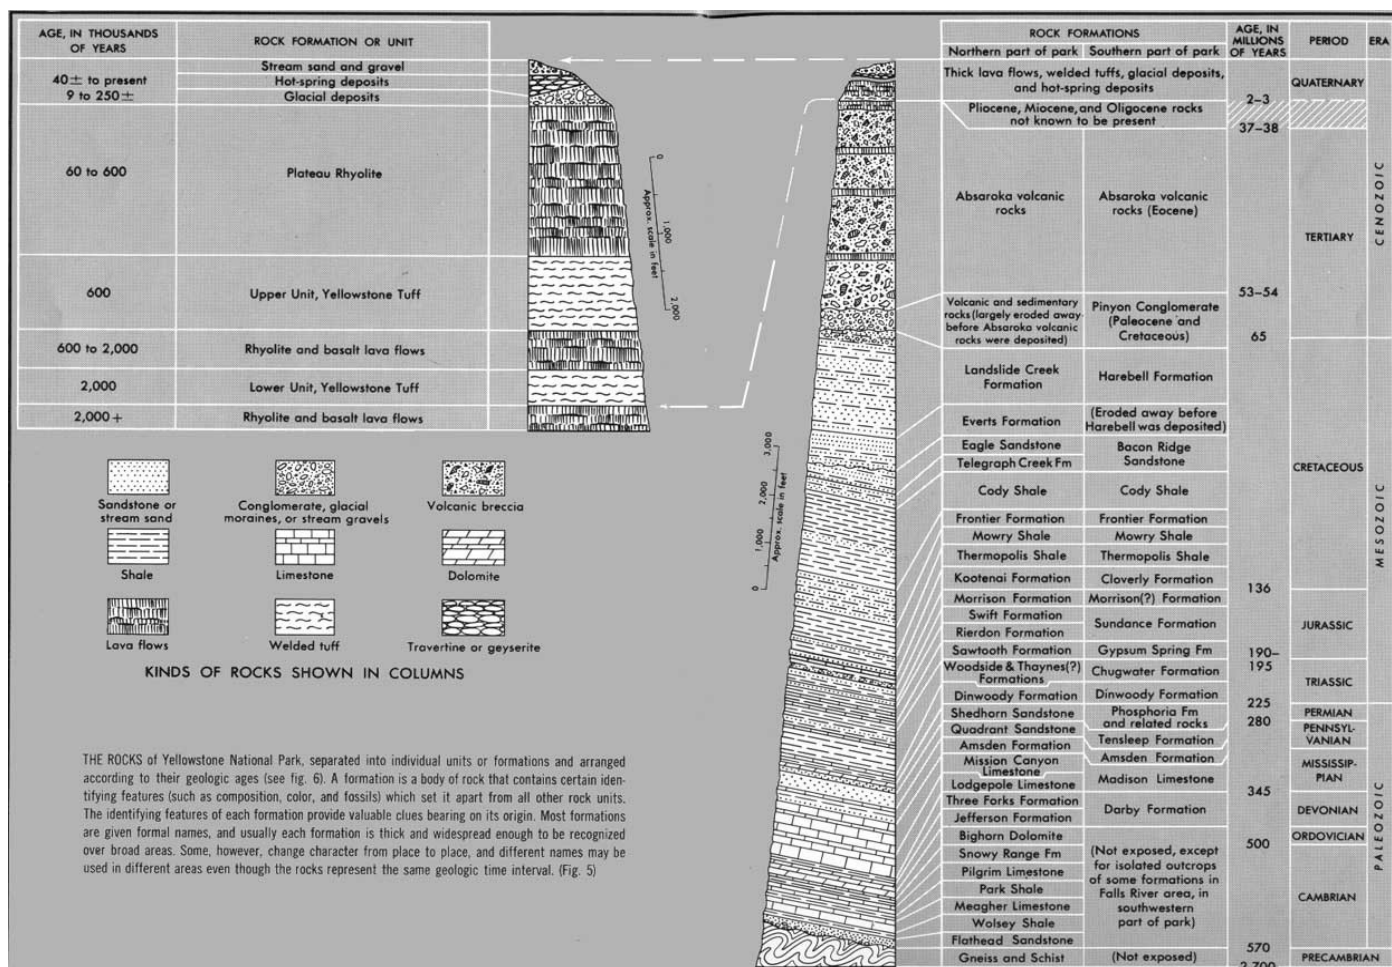 AGE, IN THOUSANDS
OF YEARS
ROCK FORMATION OR UNIT
Stream sand and gravel
40± to present
Hot-spring deposits
9 to 250±
Glacial deposits
60 to 600
Plateau Rhyolite
600
Upper Unit, Yellowstone Tuff
600 to 2,000
Rhyolite and basalt lava flows
2,000
Lower Unit, Yellowstone Tuff
2,000 +
Rhyolite and basalt lava flows
0
1,000
2,000
Approx. scale in feet
Sandstone or
stream sand
Conglomerate, glacial
moraines, or stream gravels
Volcanic breccia
Shale
Limestone
Dolomite
Lava flows
Welded tuff
Travertine or geyserite
KINDS OF ROCKS SHOWN IN COLUMNS
THE ROCKS of Yellowstone National Park, separated into individual units or formations and arranged
according to their geologic ages (see fig. 6). A formation is a body of rock that contains certain iden-
tifying features (such as composition, color, and fossils) which set it apart from all other rock units.
The identifying features of each formation provide valuable clues bearing on its origin. Most formations
are given formal names, and usually each formation is thick and widespread enough to be recognized
over broad areas. Some, however, change character from place to place, and different names may be
used in different areas even though the rocks represent the same geologic time interval. (Fig. 5)
3,000
2,000
1,000
0
Approx. scale in feet
ROCK FORMATIONS
Northern part of park
Southern part of park
AGE, IN
MILLIONS
OF YEARS
PERIOD
ERA
Thick lava flows, welded tuffs, glacial deposits,
and hot-spring deposits
QUATERNARY
2–3
Pliocene, Miocene, and Oligocene rocks
not known to be present
37–38
Absaroka volcanic
rocks
Absaroka volcanic
rocks (Eocene)
TERTIARY
CENOZOIC
53–54
Volcanic and sedimentary
rocks (largely eroded away
before Absaroka volcanic
rocks were deposited)
Pinyon Conglomerate
(Paleocene and
Cretaceous)
65
Landslide Creek
Formation
Harebell Formation
Everts Formation
(Eroded away before
Harebell was deposited)
Eagle Sandstone
Telegraph Creek Fm
Bacon Ridge
Sandstone
CRETACEOUS
Cody Shale
Cody Shale
Frontier Formation
Frontier Formation
Mowry Shale
Mowry Shale
Thermopolis Shale
Thermopolis Shale
MESOZOIC
Kootenai Formation
Cloverly Formation
136
Morrison Formation
Morrison(?) Formation
Swift Formation
Rierdon Formation
Sundance Formation
JURASSIC
Sawtooth Formation
Gypsum Spring Fm
190–
195
Woodside & Thaynes(?)
Formations
Chugwater Formation
TRIASSIC
Dinwoody Formation
Dinwoody Formation
225
Shedhorn Sandstone
Phosphoria Fm
and related rocks
PERMIAN
280
Quadrant Sandstone
Tensleep Formation
PENNSYL-
VANIAN
Amsden Formation
Amsden Formation
Mission Canyon
Limestone
Lodgepole Limestone
Madison Limestone
MISSISSIP-
PIAN
345
Three Forks Formation
Jefferson Formation
Darby Formation
DEVONIAN
Bighorn Dolomite
ORDOVICIAN
500
PALEOZOIC
Snowy Range Fm
Pilgrim Limestone
Park Shale
Meagher Limestone
Wolsey Shale
Flathead Sandstone
(Not exposed, except
for isolated outcrops
of some formations in
Falls River area, in
southwestern
part of park)
CAMBRIAN
570
Gneiss and Schist
(Not exposed)
PRECAMBRIAN
2,700